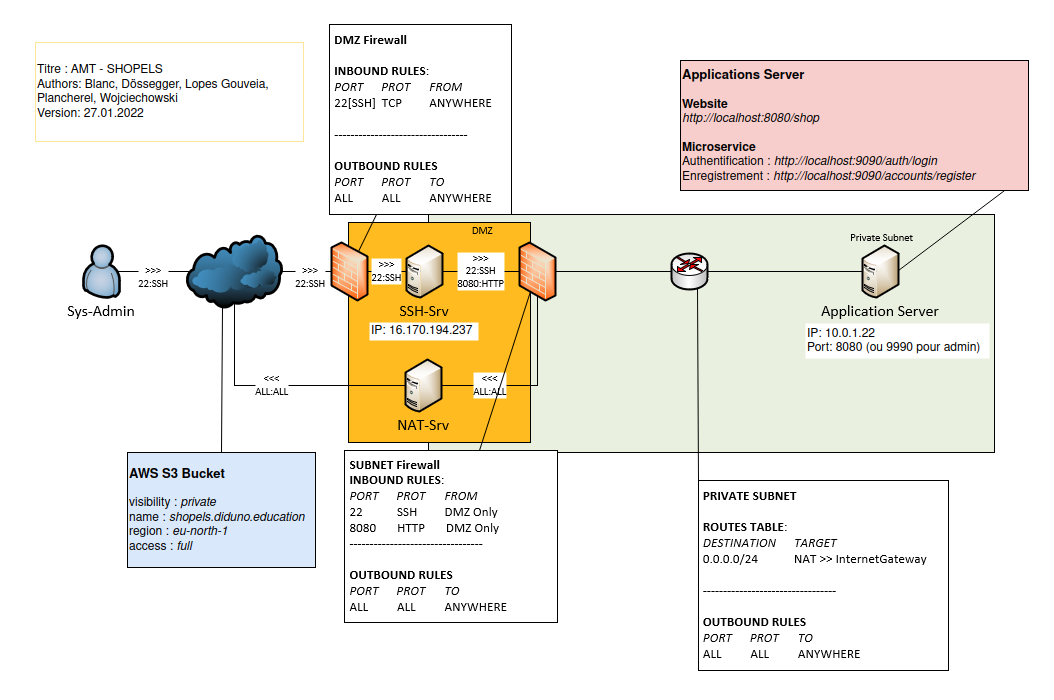 Titre : AMT - SHOPELS
Authors: Blanc, Dössegger, Lopes Gouveia,
Plancherel, Wojciechowski
Version: 27.01.2022
DMZ Firewall
INBOUND RULES:
PORT PROT FROM
22[SSH] TCP ANYWHERE
---------------------------------
OUTBOUND RULES
PORT PROT TO
ALL ALL ANYWHERE
Applications Server
Website
http://localhost:8080/shop
Microservice
Authentification : http://localhost:9090/auth/login
Enregistrement : http://localhost:9090/accounts/register
DMZ
Private Subnet
>>>
22:SSH
>>>
22:SSH
>>>
22:SSH
>>>
22:SSH
8080:HTTP
Sys-Admin
SSH-Srv
IP: 16.170.194.237
Application Server
IP: 10.0.1.22
Port: 8080 (ou 9990 pour admin)
<<<
ALL:ALL
<<<
ALL:ALL
NAT-Srv
AWS S3 Bucket
visibility : private
name : shopels.diduno.education
region : eu-north-1
access : full
SUBNET Firewall
INBOUND RULES:
PORT PROT FROM
22 SSH DMZ Only
8080 HTTP DMZ Only
---------------------------------
OUTBOUND RULES
PORT PROT TO
ALL ALL ANYWHERE
PRIVATE SUBNET
ROUTES TABLE:
DESTINATION TARGET
0.0.0.0/24 NAT >> InternetGateway
---------------------------------
OUTBOUND RULES
PORT PROT TO
ALL ALL ANYWHERE